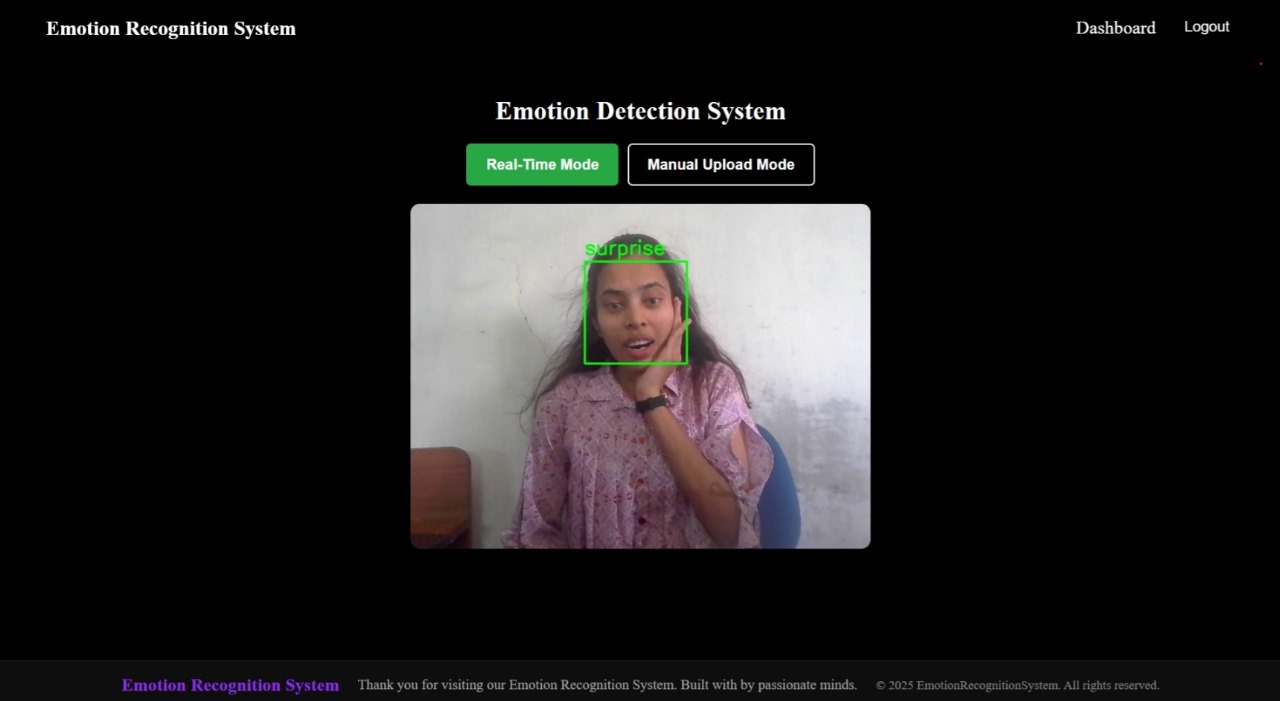 Emotion Recognition System
Dashboard
Logout
Emotion Detection System
Real-Time Mode
Manual Upload Mode
surprise
Emotion Recognition System
Thank you for visiting our Emotion Recognition System. Built with by passionate minds.
© 2025 EmotionRecognitionSystem. All rights reserved.